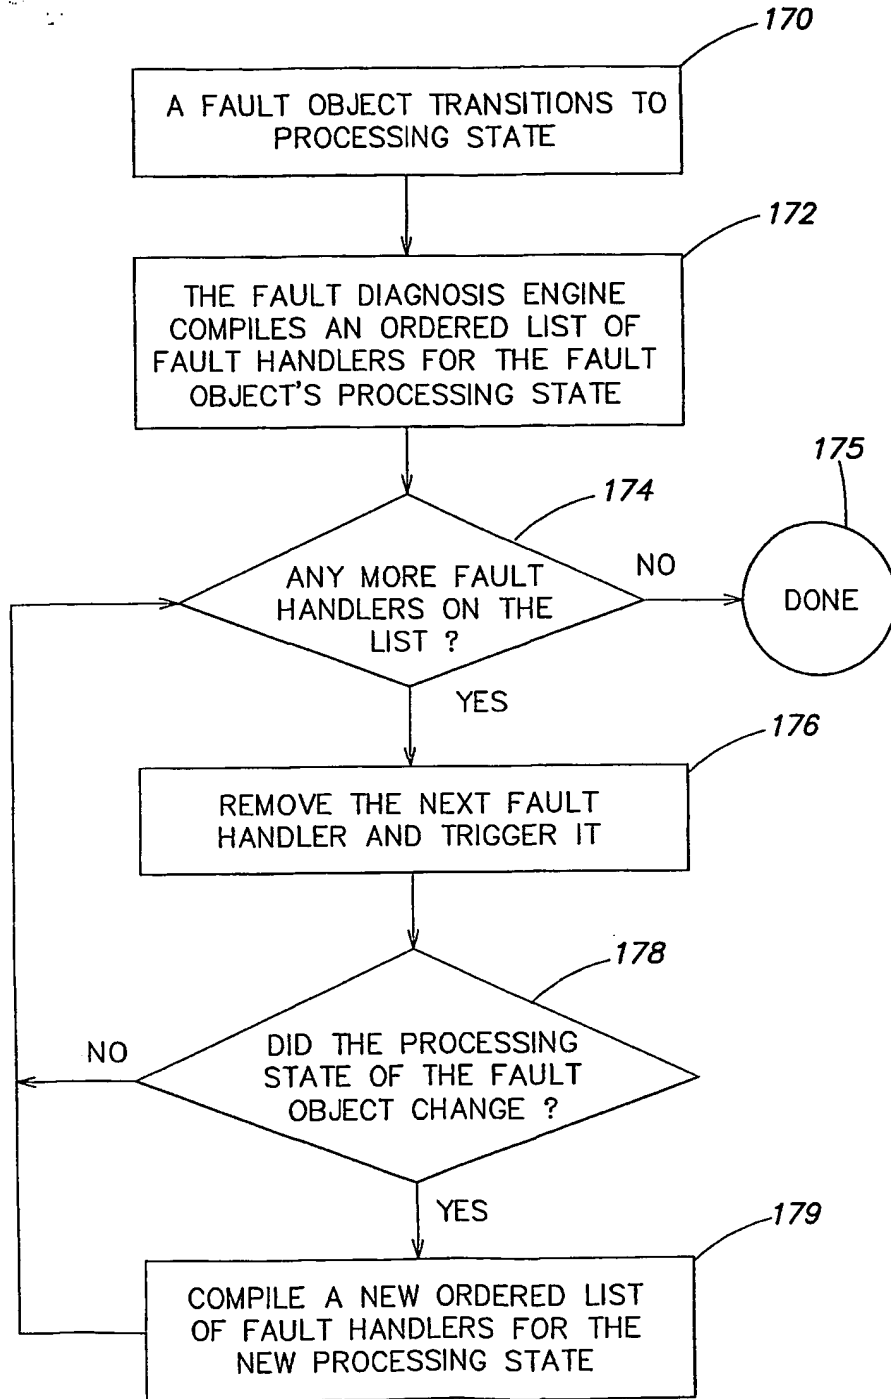 170
A FAULT OBJECT TRANSITIONS TO
PROCESSING STATE
172
THE FAULT DIAGNOSIS ENGINE
COMPILES AN ORDERED LIST OF
FAULT HANDLERS FOR THE FAULT
OBJECT'S PROCESSING STATE
174
175
ANY MORE FAULT
HANDLERS ON THE
LIST ?
NO
DONE
YES
176
REMOVE THE NEXT FAULT
HANDLER AND TRIGGER IT
178
DID THE PROCESSING
STATE OF THE FAULT
OBJECT CHANGE ?
NO
YES
179
COMPILE A NEW ORDERED LIST
OF FAULT HANDLERS FOR THE
NEW PROCESSING STATE